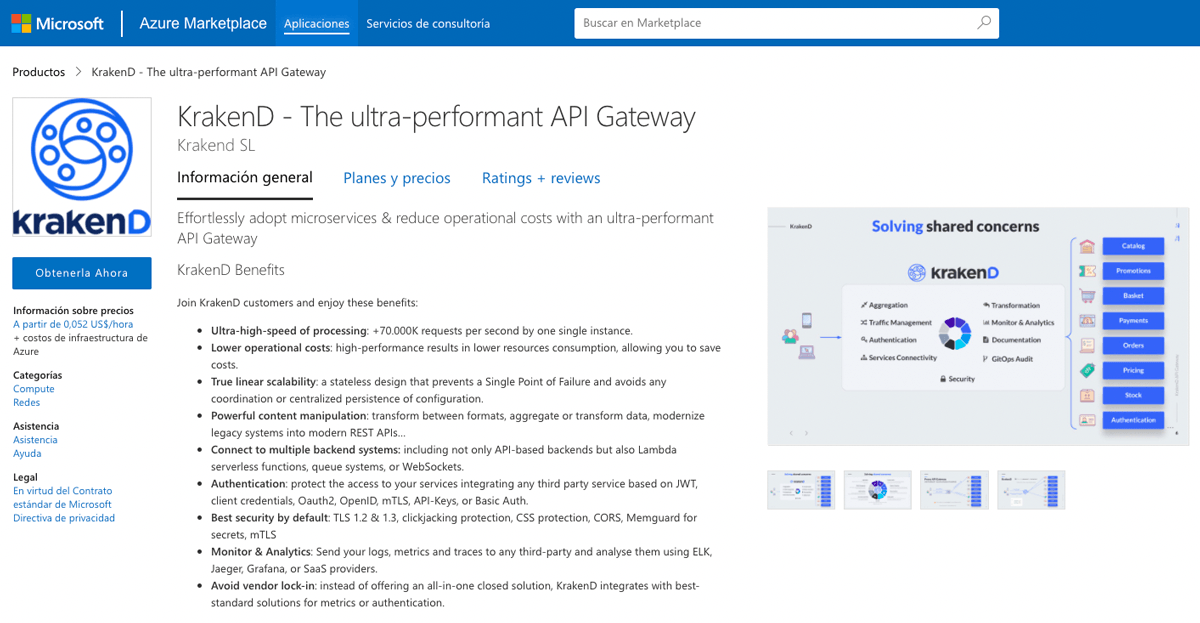 Microsoft
Azure Marketplace
Aplicaciones
Servicios de consultoría
Buscar en Marketplace
Productos > KrakenD - The ultra-performant API Gateway
krakenD
Obtenerla Ahora
Información sobre precios
A partir de 0,052 US$/hora
+ costos de infraestructura de
Azure
Categorías
Compute
Redes
Asistencia
Asistencia
Ayuda
Legal
En virtud del Contrato
estándar de Microsoft
Directiva de privacidad
KrakenD - The ultra-performant API Gateway
Krakend SL
Información general
Planes y precios
Ratings + reviews
Effortlessly adopt microservices & reduce operational costs with an ultra-performant
API Gateway
KrakenD Benefits
Join KrakenD customers and enjoy these benefits:
• Ultra-high-speed of processing: +70.000K requests per second by one single instance.
• Lower operational costs: high-performance results in lower resources consumption, allowing you to save
costs.
• True linear scalability: a stateless design that prevents a Single Point of Failure and avoids any
coordination or centralized persistence of configuration.
• Powerful content manipulation: transform between formats, aggregate or transform data, modernize
legacy systems into modern REST APIs...
• Connect to multiple backend systems: including not only API-based backends but also Lambda
serverless functions, queue systems, or WebSockets.
• Authentication: protect the access to your services integrating any third party service based on JWT,
client credentials, Oauth2, OpenID, mTLS, API-Keys, or Basic Auth.
• Best security by default: TLS 1.2 & 1.3, clickjacking protection, CSS protection, CORS, Memguard for
secrets, mTLS
• Monitor & Analytics: Send your logs, metrics and traces to any third-party and analyse them using ELK,
Jaeger, Grafana, or SaaS providers.
• Avoid vendor lock-in: instead of offering an all-in-one closed solution, KrakenD integrates with best-
standard solutions for metrics or authentication.
KrakenD
Solving shared concerns
krakenD
Aggregation
Traffic Management
Authentication
Services Connectivity
Transformation
Monitor & Analytics
Documentation
GitOps Audit
Security
Catalog
Promotions
Basket
Payments
Orders
Pricing
Stock
Authentication